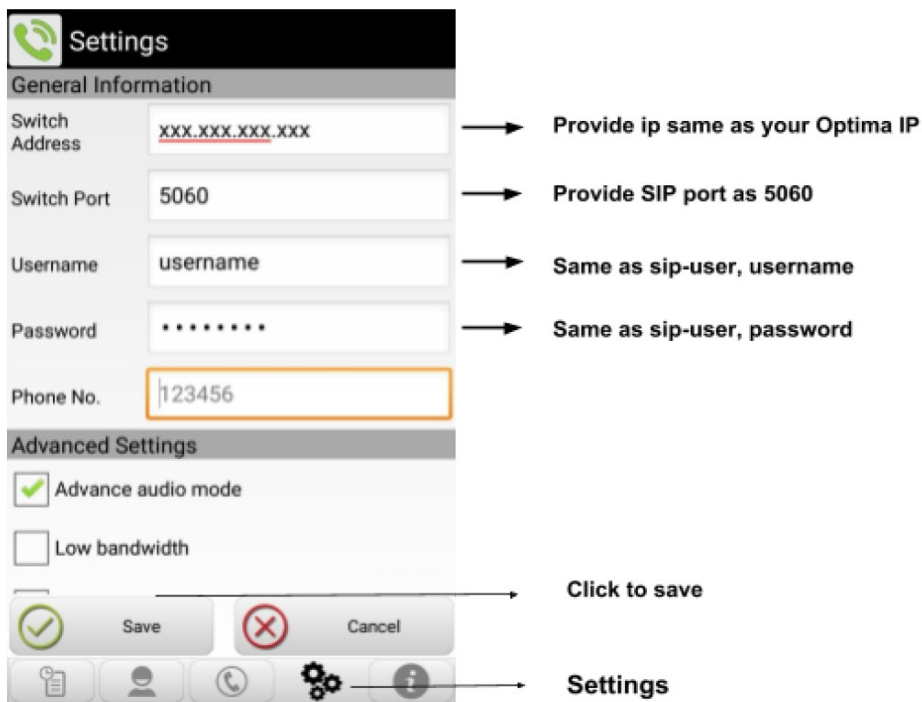 Settings
General Information
Switch
Address
xxx.xxx.xxx.xxx
Provide ip same as your Optima IP
Switch Port
5060
Provide SIP port as 5060
Username
username
Same as sip-user, username
Password
••••••••
Same as sip-user, password
Phone No.
123456
Advanced Settings
Advance audio mode
Low bandwidth
Click to save
Save
Cancel
Settings